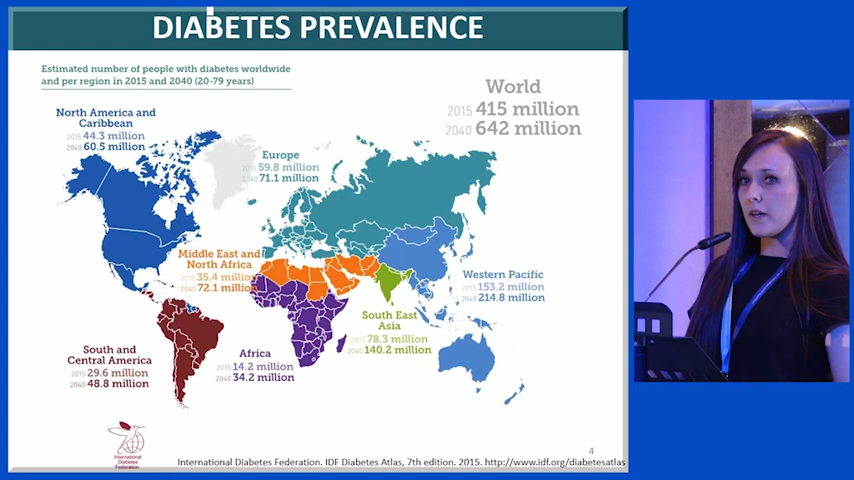 DIABETES PREVALENCE
Estimated number of people with diabetes worldwide
and per region in 2015 and 2040 (20-79 years)
World
2015 415 million
2040 642 million
North America and
Caribbean
2015 44.3 million
2040 60.5 million
Europe
2015 59.8 million
2040 71.1 million
Middle East and
North Africa
2015 35.4 million
2040 72.1 million
Western Pacific
2015 153.2 million
2040 214.8 million
South East
Asia
2015 78.3 million
2040 140.2 million
South and
Central America
2015 29.6 million
2040 48.8 million
Africa
2015 14.2 million
2040 34.2 million
International
Diabetes
Federation
4
International Diabetes Federation. IDF Diabetes Atlas, 7th edition. 2015. http://www.idf.org/diabetesatlas